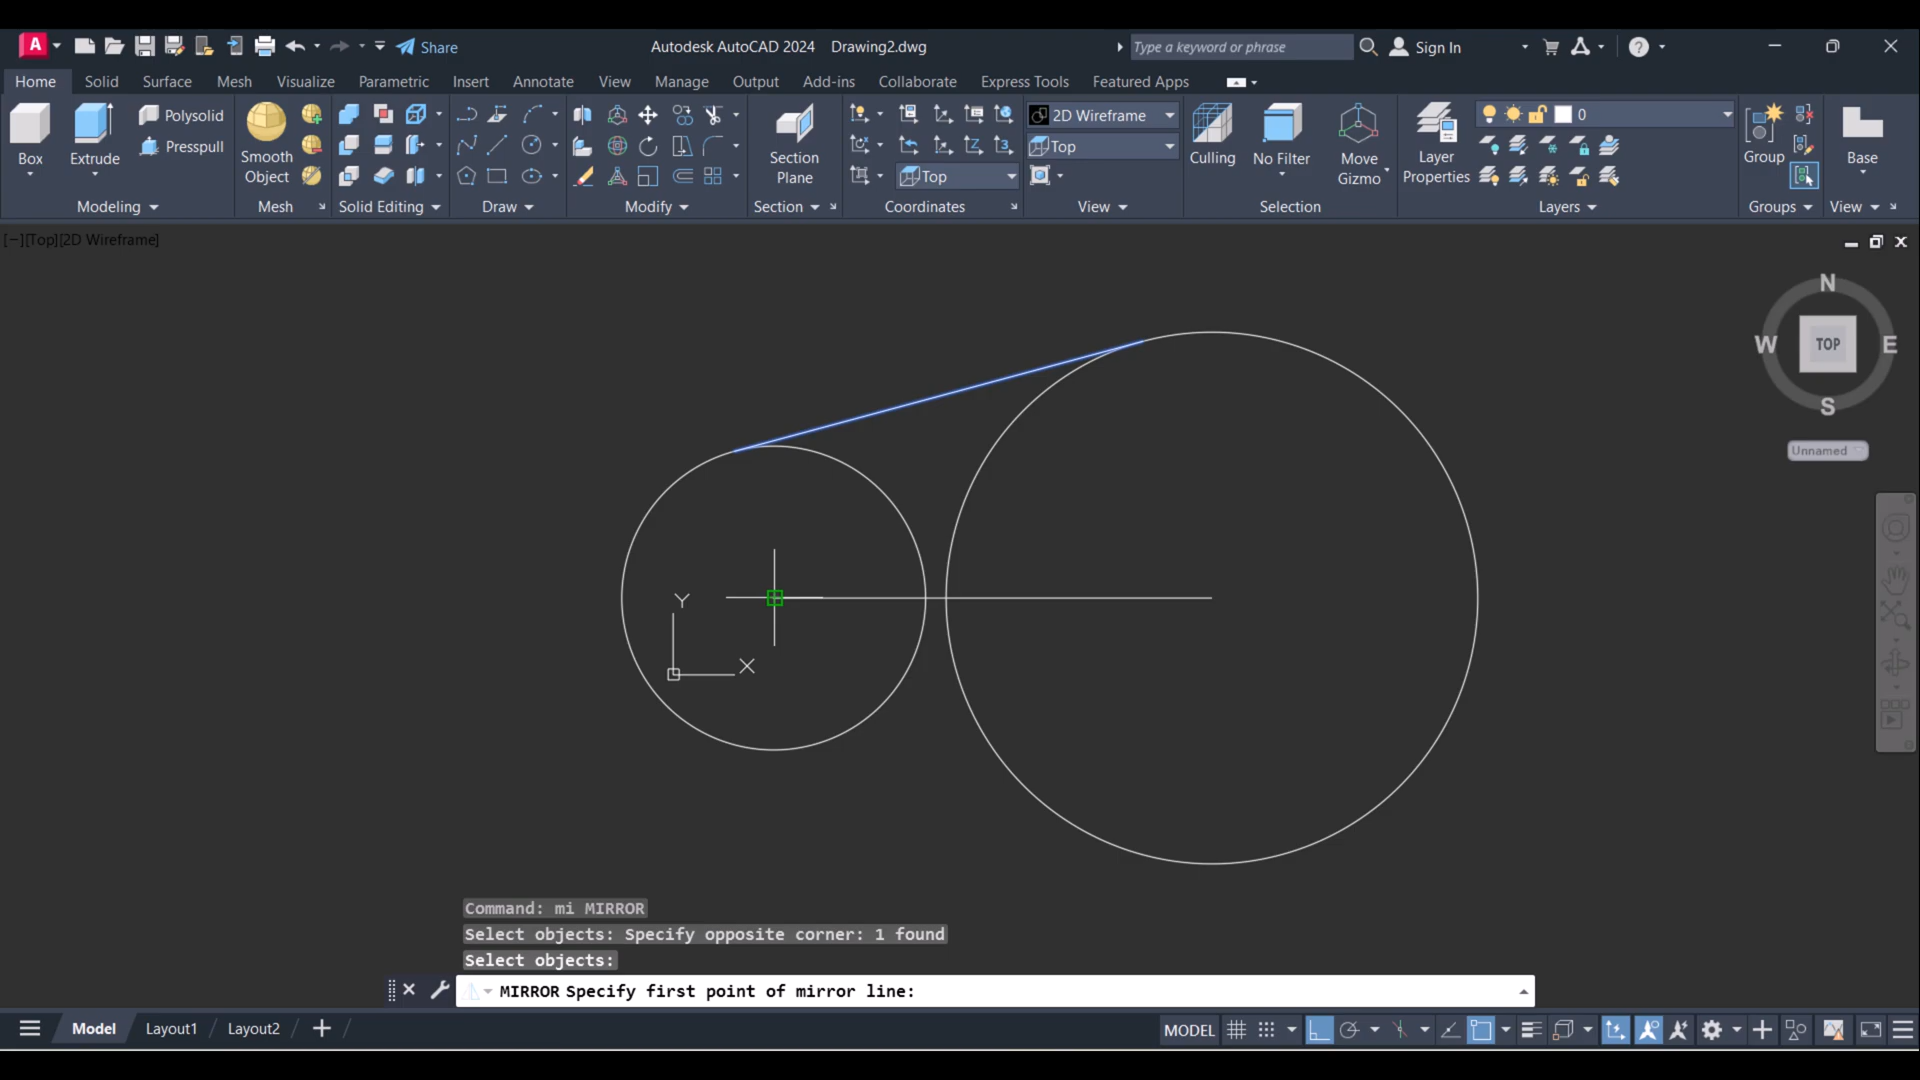 A Share Autodesk AutoCAD 2024 Drawing2.dwg Type a keyword or phrase Sign In
Home Solid Surface Mesh Visualize Parametric Insert Annotate View Manage Output Add-ins Collaborate Express Tools Featured Apps
Polysolid 2D Wireframe 0
Presspull Top
Box Extrude Smooth Object Section Plane Top Culling No Filter Move Gizmo Layer Properties Group Base
Modeling Mesh Solid Editing Draw Modify Section Coordinates View Selection Layers Groups View
[−][Top][2D Wireframe]
N
W TOP E
S
Unnamed
Y
X
Command: mi MIRROR
Select objects: Specify opposite corner: 1 found
Select objects:
MIRROR Specify first point of mirror line:
Model Layout1 Layout2 MODEL